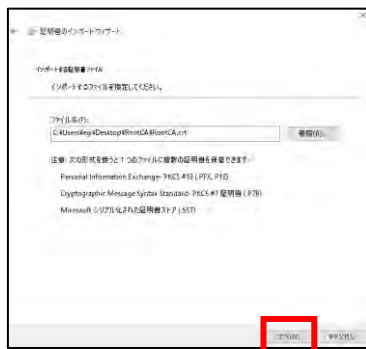 証明書のインポートウィザード
インポートする証明書ファイル
インポートするファイルを指定してください。
ファイル名(F):
参照(R)...
注意: 次の形式を使うと1つのファイルに複数の証明書を保管できます:
Personal Information Exchange- PKCS #12 (.PFX,.P12)
Cryptographic Message Syntax Standard- PKCS #7 証明書 (.P7B)
Microsoft シリアル化された証明書ストア (.SST)
次へ(N)
キャンセル